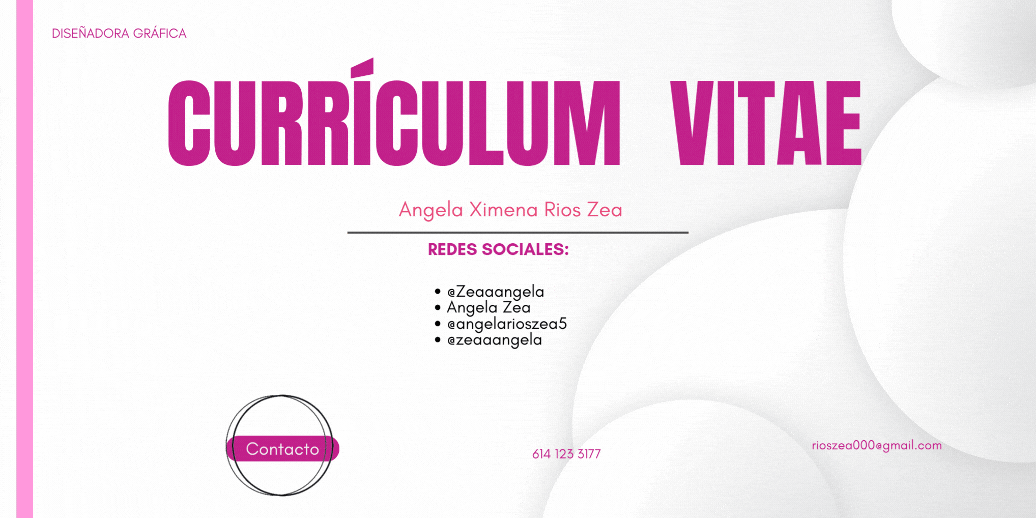 DISEÑADORA GRÁFICA
CURRÍCULUM VITAE
Angela Ximena Rios Zea
REDES SOCIALES:
@Zeaaangela
Angela Zea
@angelarioszea5
@zeaaangela
Contacto
614 123 3177
rioszea000@gmail.com